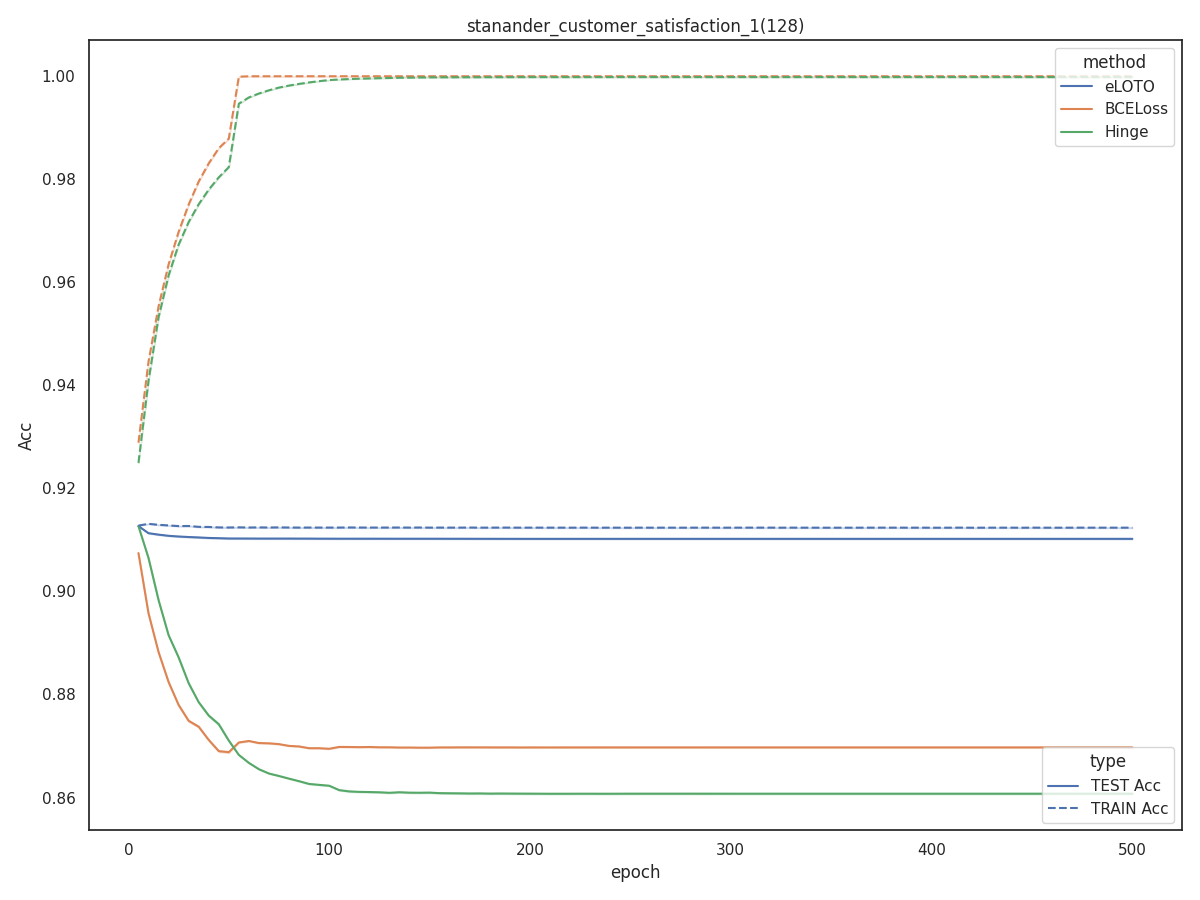 stanander_customer_satisfaction_1(128)
1.00
0.98
0.96
0.94
0.92
0.90
0.88
0.86
Acc
method
eLOTO
BCELoss
Hinge
type
TEST Acc
TRAIN Acc
0 100 200 300 400 500
epoch